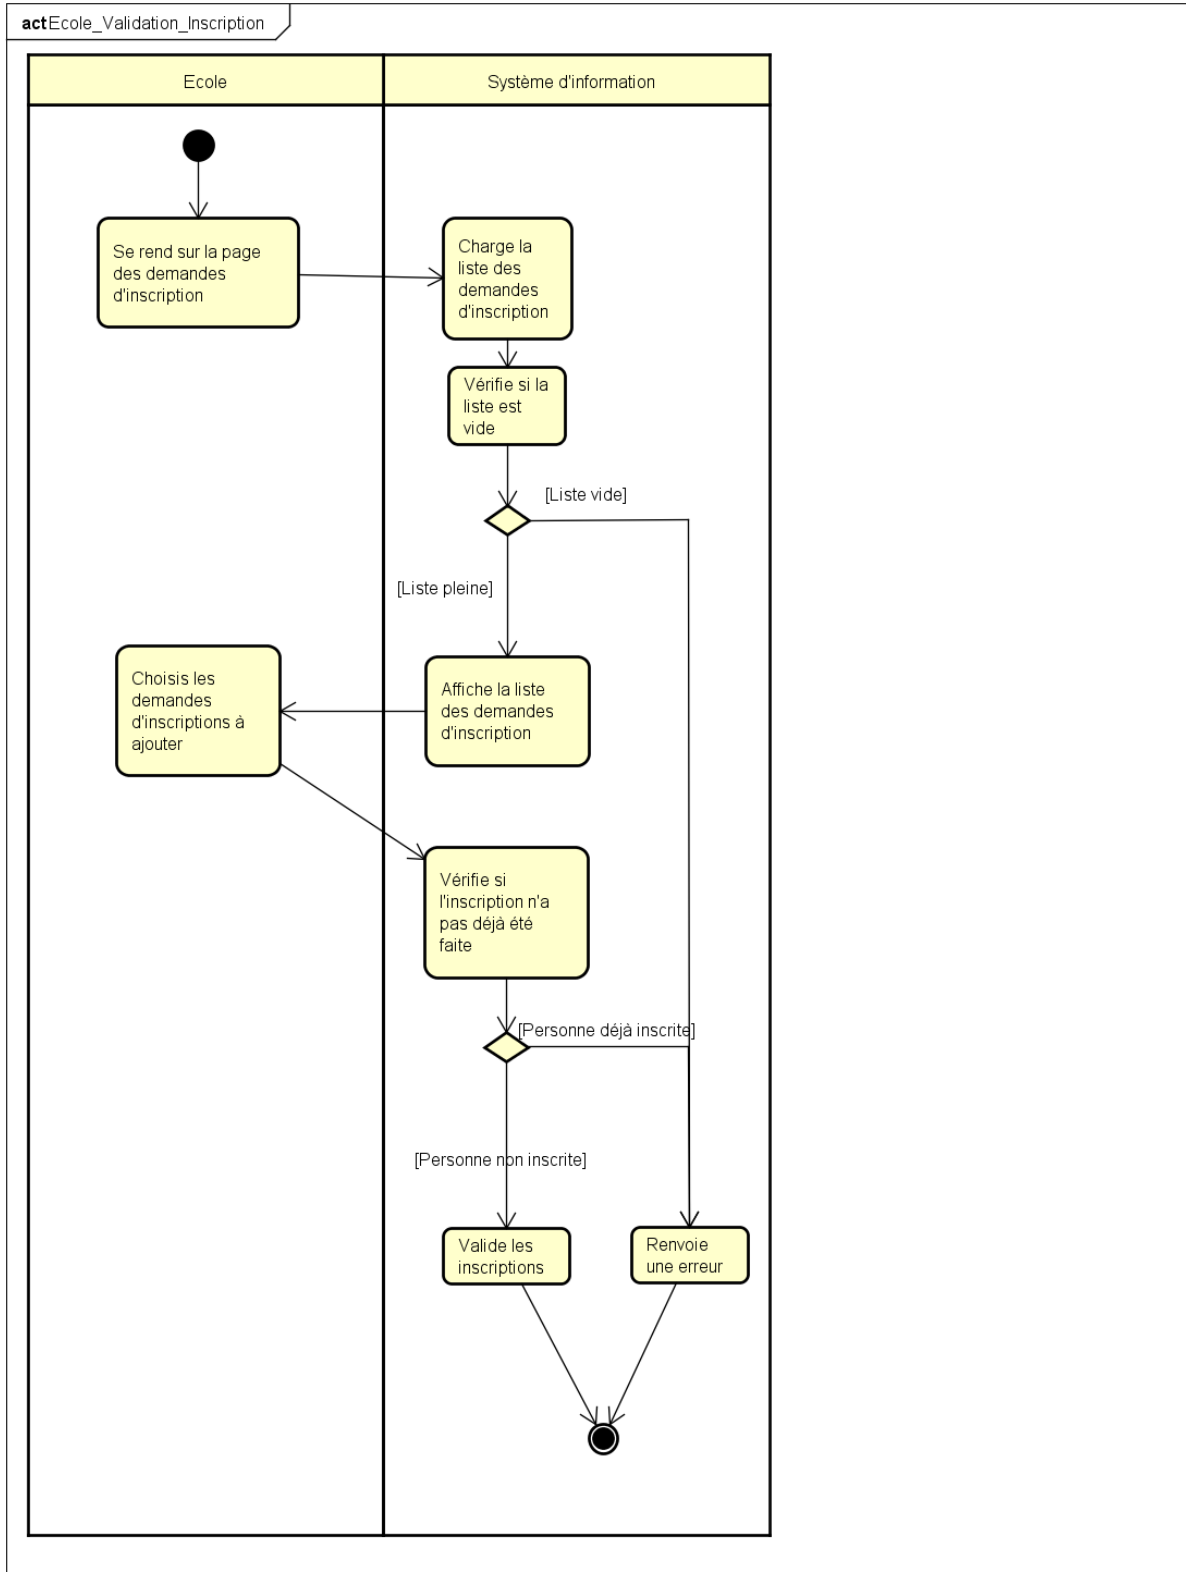 act Ecole_Validation_Inscription
Ecole
Système d'information
Se rend sur la page
des demandes
d'inscription
Charge la
liste des
demandes
d'inscription
Vérifie si la
liste est
vide
[Liste vide]
[Liste pleine]
Choisis les
demandes
d'inscriptions à
ajouter
Affiche la liste
des demandes
d'inscription
Vérifie si
l'inscription n'a
pas déjà été
faite
[Personne déjà inscrite]
[Personne non inscrite]
Valide les
inscriptions
Renvoie
une erreur